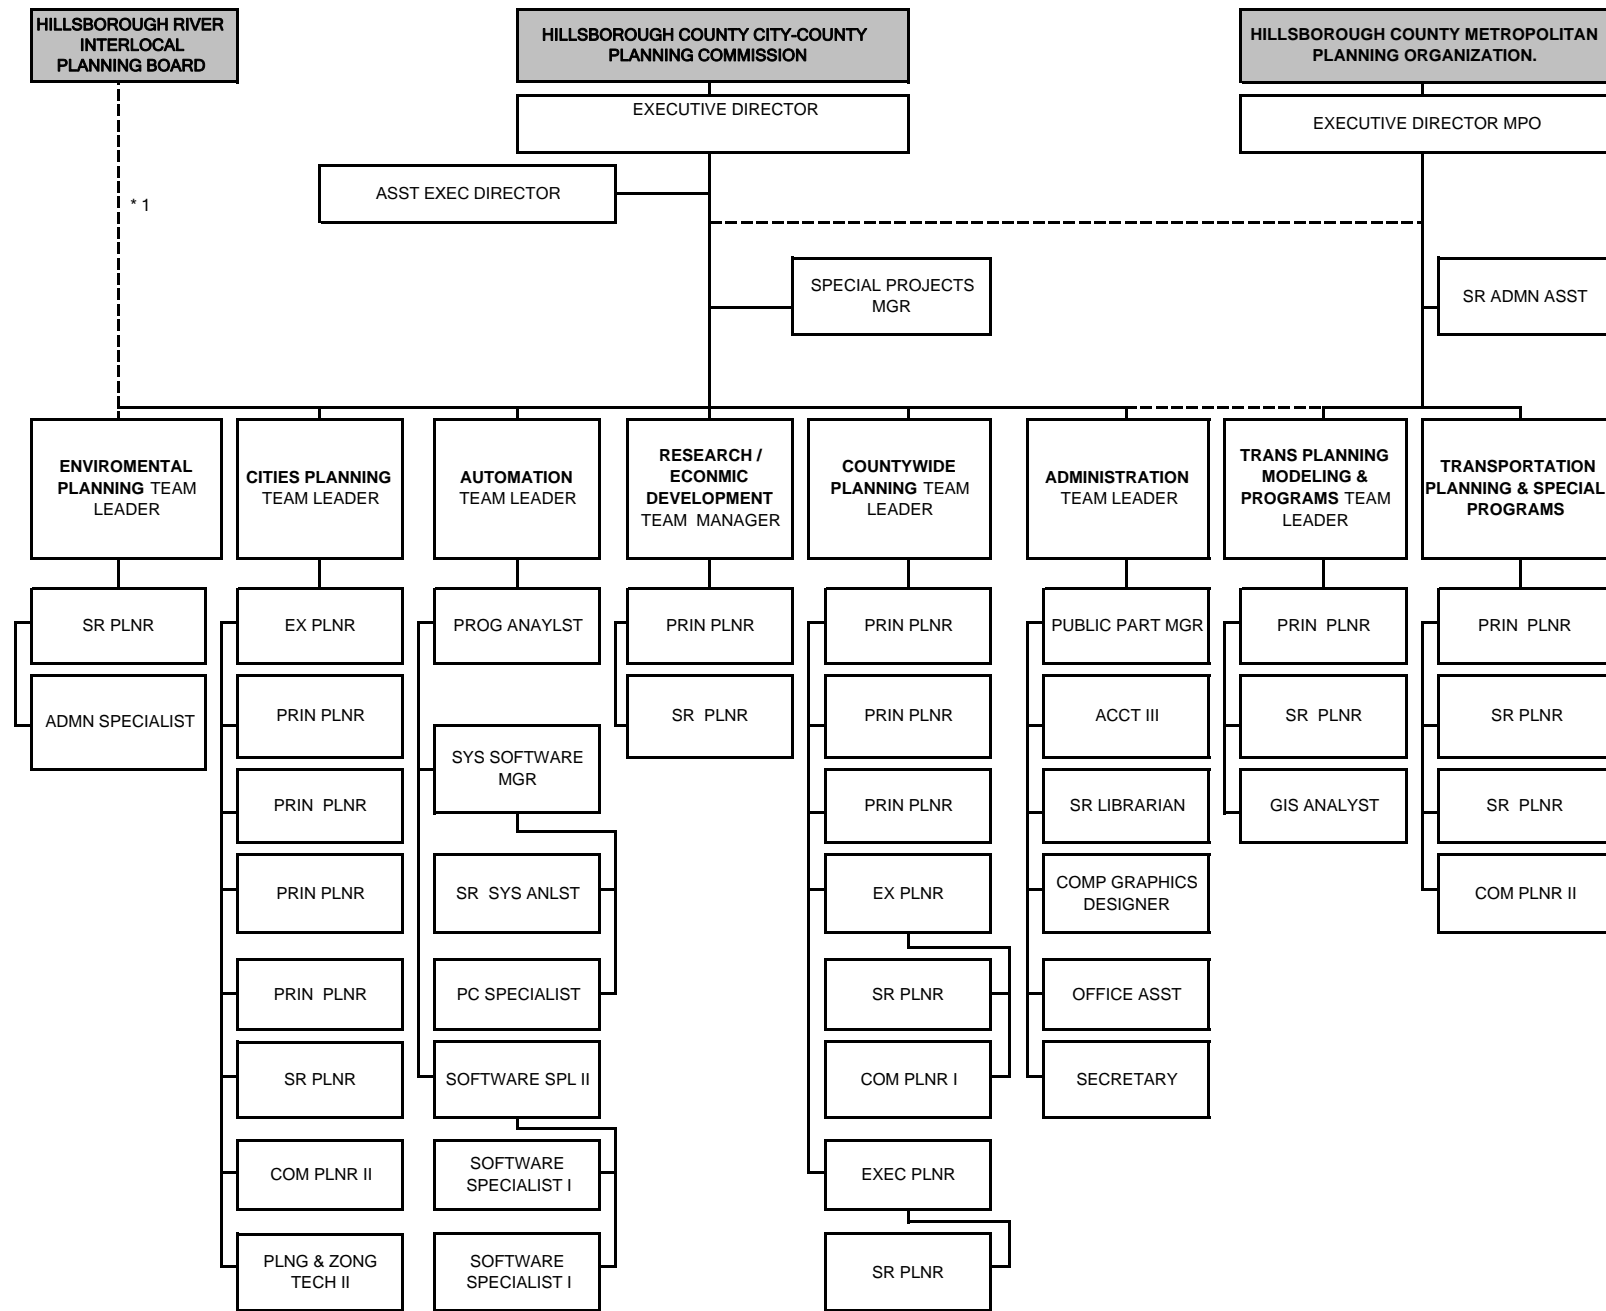 HILLSBOROUGH RIVER
INTERLOCAL
PLANNING BOARD
HILLSBOROUGH COUNTY CITY-COUNTY
PLANNING COMMISSION
HILLSBOROUGH COUNTY METROPOLITAN
PLANNING ORGANIZATION.
EXECUTIVE DIRECTOR
EXECUTIVE DIRECTOR MPO
ASST EXEC DIRECTOR
* 1
SPECIAL PROJECTS
MGR
SR ADMN ASST
ENVIROMENTAL
PLANNING TEAM
LEADER
CITIES PLANNING
TEAM LEADER
AUTOMATION
TEAM LEADER
RESEARCH /
ECONMIC
DEVELOPMENT
TEAM MANAGER
COUNTYWIDE
PLANNING TEAM
LEADER
ADMINISTRATION
TEAM LEADER
TRANS PLANNING
MODELING &
PROGRAMS TEAM
LEADER
TRANSPORTATION
PLANNING & SPECIAL
PROGRAMS
SR PLNR
ADMN SPECIALIST
EX PLNR
PRIN PLNR
PRIN PLNR
PRIN PLNR
PRIN PLNR
SR PLNR
COM PLNR II
PLNG & ZONG
TECH II
PROG ANAYLST
SYS SOFTWARE
MGR
SR SYS ANLST
PC SPECIALIST
SOFTWARE SPL II
SOFTWARE
SPECIALIST I
SOFTWARE
SPECIALIST I
PRIN PLNR
SR PLNR
PRIN PLNR
PRIN PLNR
PRIN PLNR
EX PLNR
SR PLNR
COM PLNR I
EXEC PLNR
SR PLNR
PUBLIC PART MGR
ACCT III
SR LIBRARIAN
COMP GRAPHICS
DESIGNER
OFFICE ASST
SECRETARY
PRIN PLNR
SR PLNR
GIS ANALYST
PRIN PLNR
SR PLNR
SR PLNR
COM PLNR II